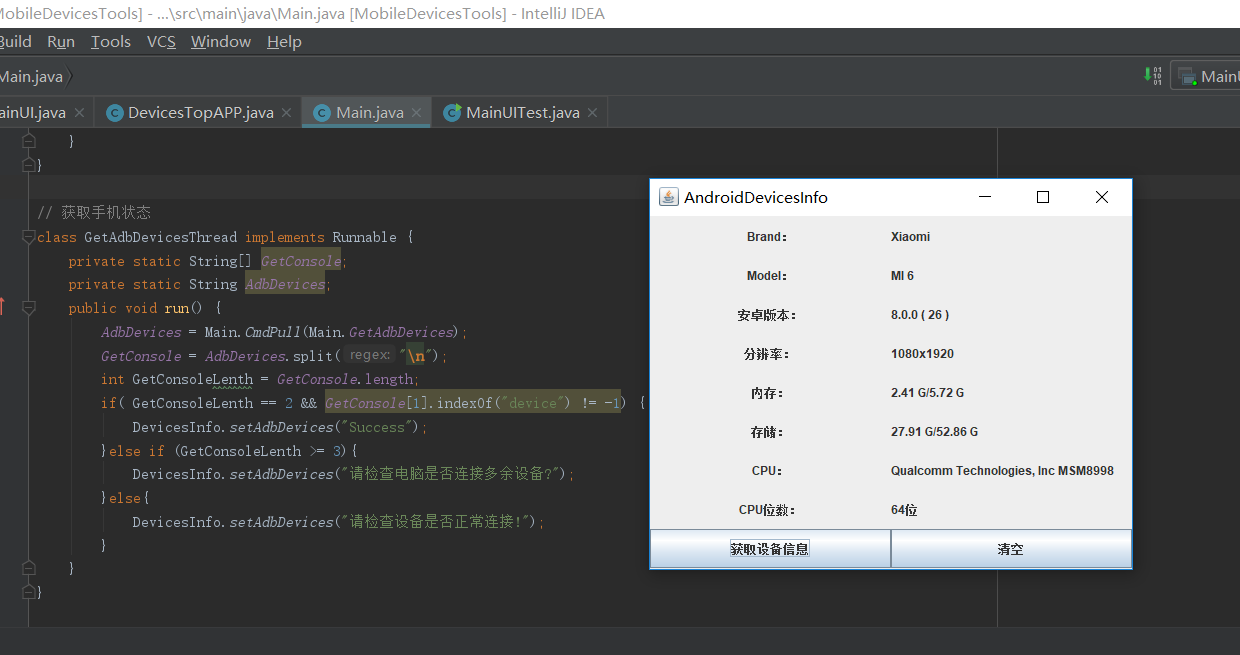 MobileDevicesTools] - ...\src\main\java\Main.java [MobileDevicesTools] - IntelliJ IDEA
Build Run Tools VCS Window Help
Main.java
MainU
ainUI.java DevicesTopAPP.java Main.java MainUITest.java
}
}
// 获取手机状态
class GetAdbDevicesThread implements Runnable {
private static String[] GetConsole;
private static String AdbDevices;
public void run() {
AdbDevices = Main.CmdPull(Main.GetAdbDevices);
GetConsole = AdbDevices.split( regex: "\n");
int GetConsoleLenth = GetConsole.length;
if( GetConsoleLenth == 2 && GetConsole[1].indexOf("device") != -1) {
DevicesInfo.setAdbDevices("Success");
}else if (GetConsoleLenth >= 3){
DevicesInfo.setAdbDevices("请检查电脑是否连接多余设备?");
}else{
DevicesInfo.setAdbDevices("请检查设备是否正常连接!");
}
}
}
AndroidDevicesInfo
Brand: Xiaomi
Model: MI 6
安卓版本: 8.0.0 ( 26 )
分辨率: 1080x1920
内存: 2.41 G/5.72 G
存储: 27.91 G/52.86 G
CPU: Qualcomm Technologies, Inc MSM8998
CPU位数: 64位
获取设备信息 清空